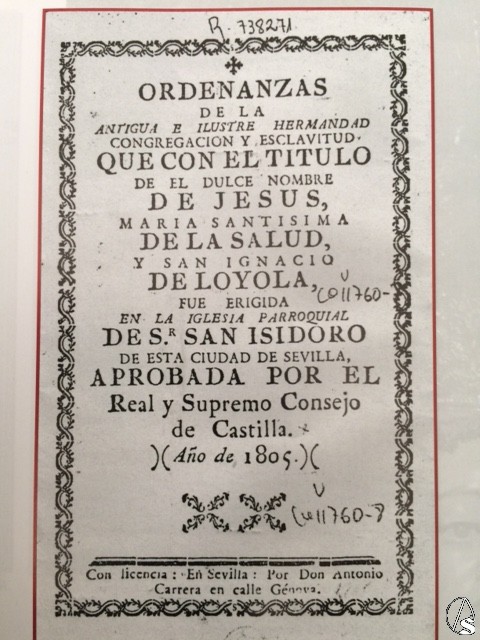 R. 738271
ORDENANZAS
DE LA
ANTIGUA E ILUSTRE HERMANDAD
CONGREGACION Y ESCLAVITUD.
QUE CON EL TITULO
DE EL DULCE NOMBRE
DE JESUS,
MARIA SANTISIMA
DE LA SALUD,
Y SAN IGNACIO
DE LOYOLA,
FUE ERIGIDA
EN LA IGLESIA PARROQUIAL
DE S.R SAN ISIDORO
DE ESTA CIUDAD DE SEVILLA,
APROBADA POR EL
Real y Supremo Consejo
de Castilla.
)( Año de 1805. )(
Con licencia: En Sevilla: Por Don Antonio
Carrera en calle Génova.